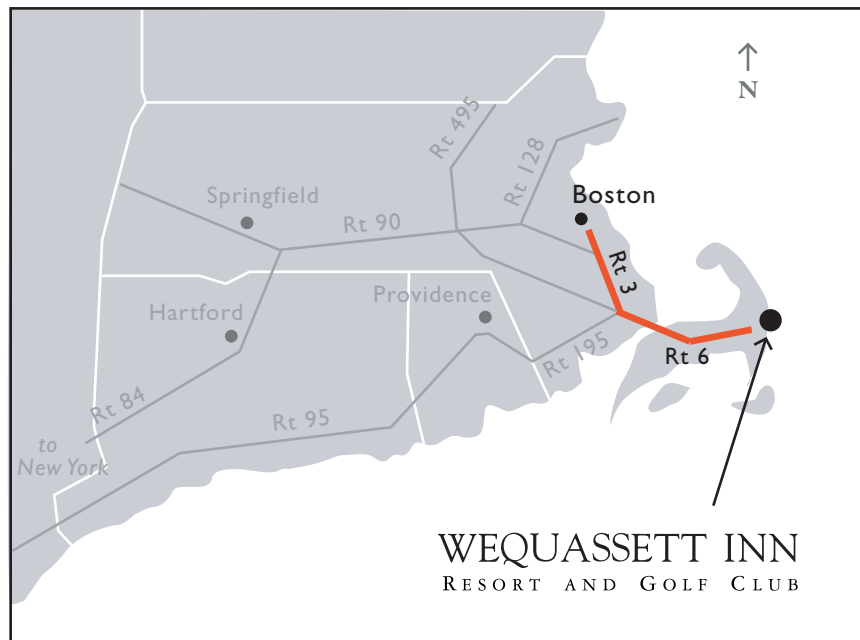 N
Rt 495
Rt 128
Springfield
Boston
Rt 90
Rt 3
Providence
Hartford
Rt 195
Rt 6
Rt 84
Rt 95
to
New York
WEQUASSETT INN
RESORT AND GOLF CLUB